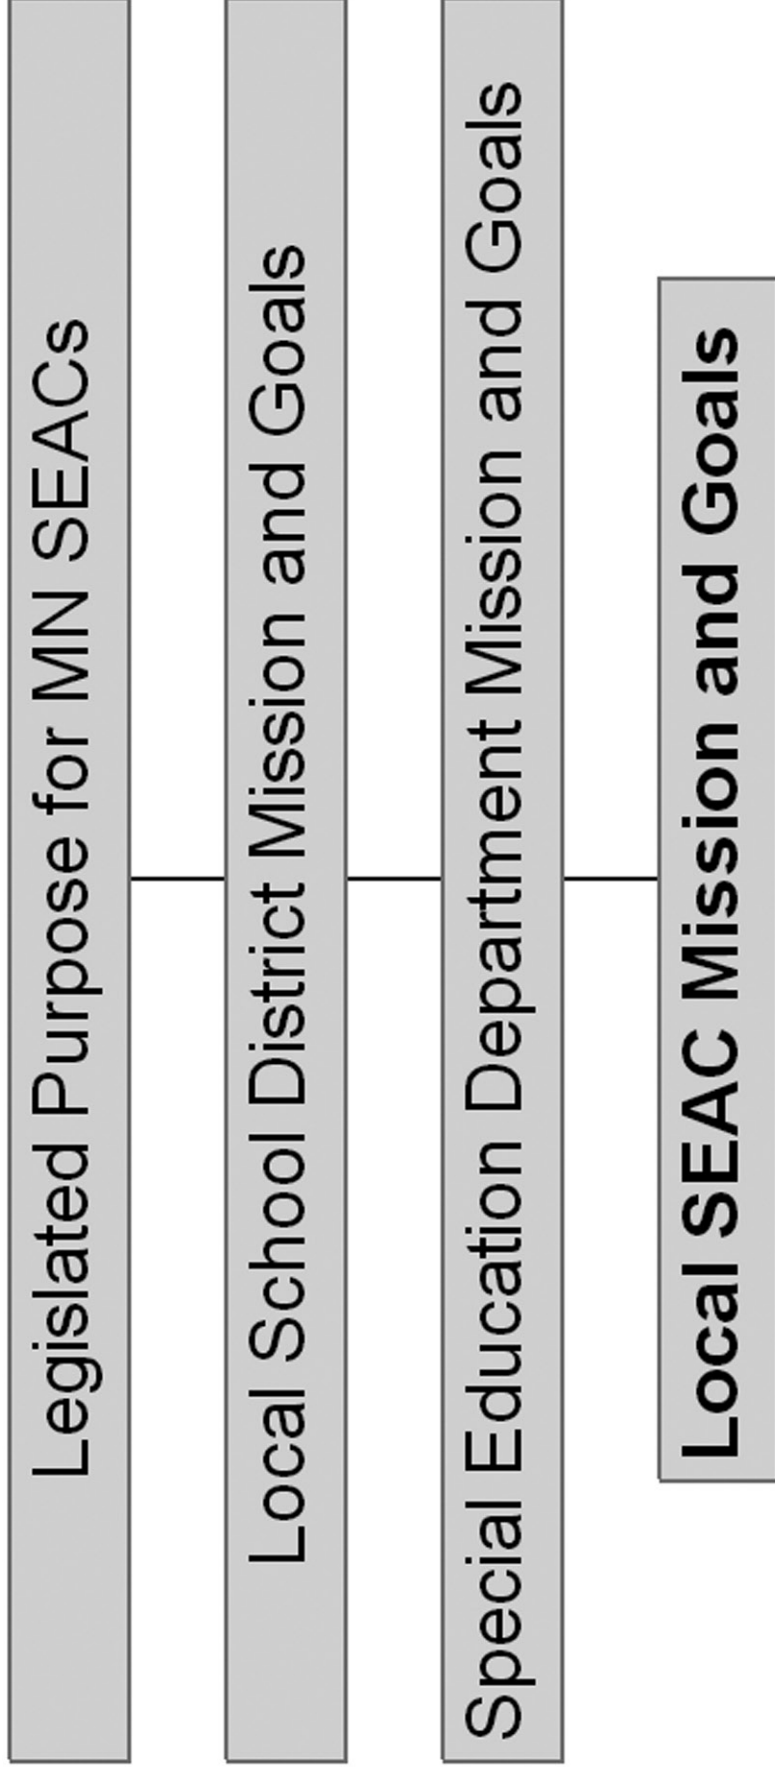 Legislated Purpose for MN SEACs
Local School District Mission and Goals
Special Education Department Mission and Goals
Local SEAC Mission and Goals